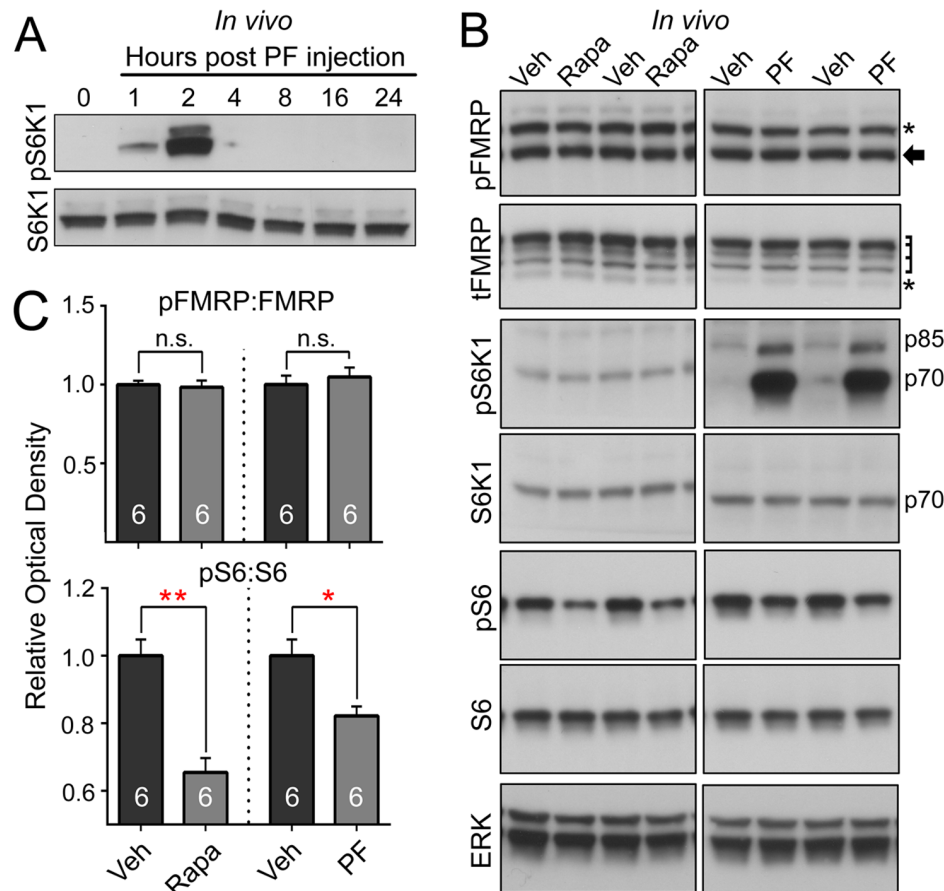 A
In vivo
Hours post PF injection
0 1 2 4 8 16 24
pS6K1
S6K1
B
In vivo
Veh Rapa Veh Rapa Veh PF Veh PF
pFMRP
*
tFMRP
*
pS6K1
p85
p70
S6K1
p70
pS6
S6
ERK
C
Relative Optical Density
pFMRP:FMRP
1.5
1.0
0.5
n.s. n.s.
6 6 6 6
pS6:S6
1.2
1.0
0.8
0.6
** *
6 6 6 6
Veh Rapa Veh PF